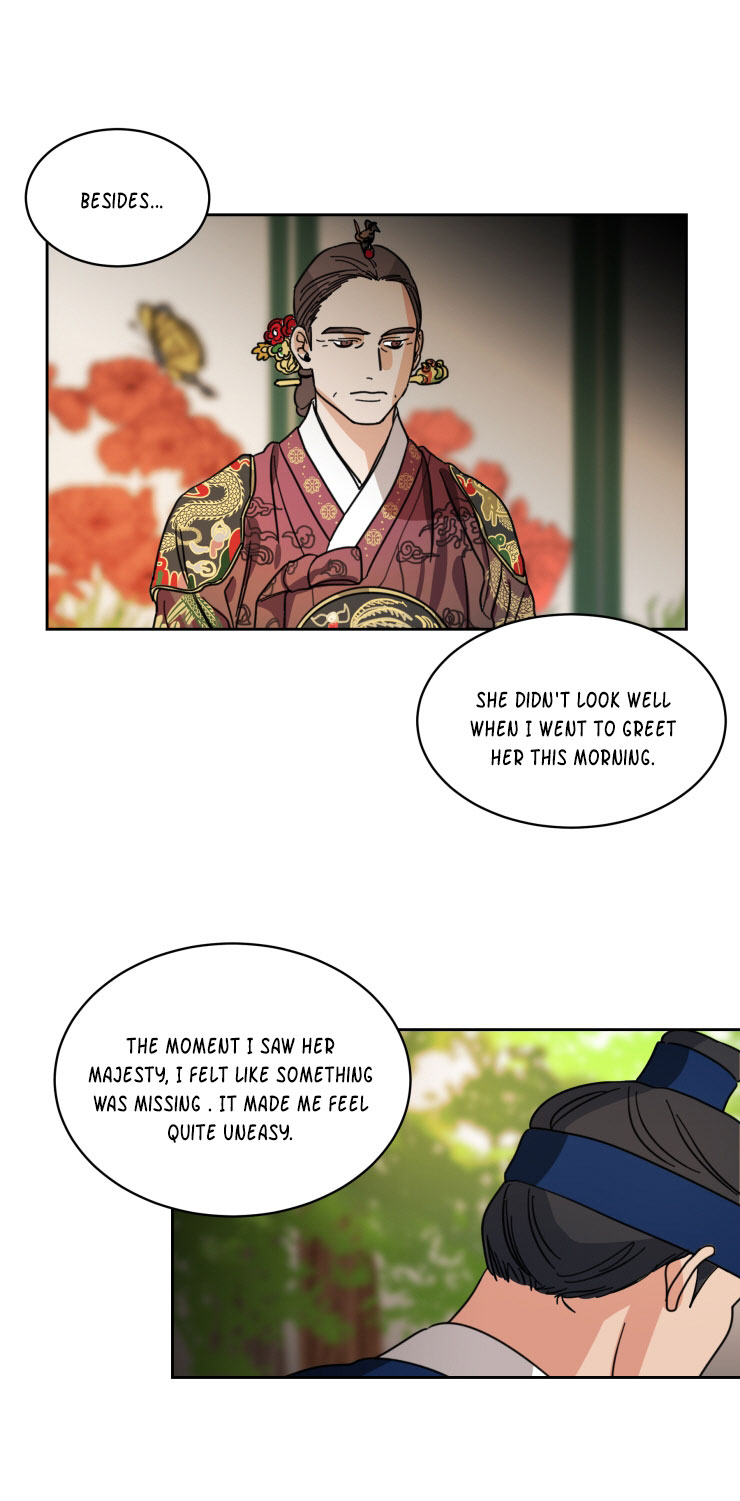 BESIDES...
SHE DIDN'T LOOK WELL
WHEN I WENT TO GREET
HER THIS MORNING.
THE MOMENT I SAW HER
MAJESTY, I FELT LIKE SOMETHING
WAS MISSING . IT MADE ME FEEL
QUITE UNEASY.